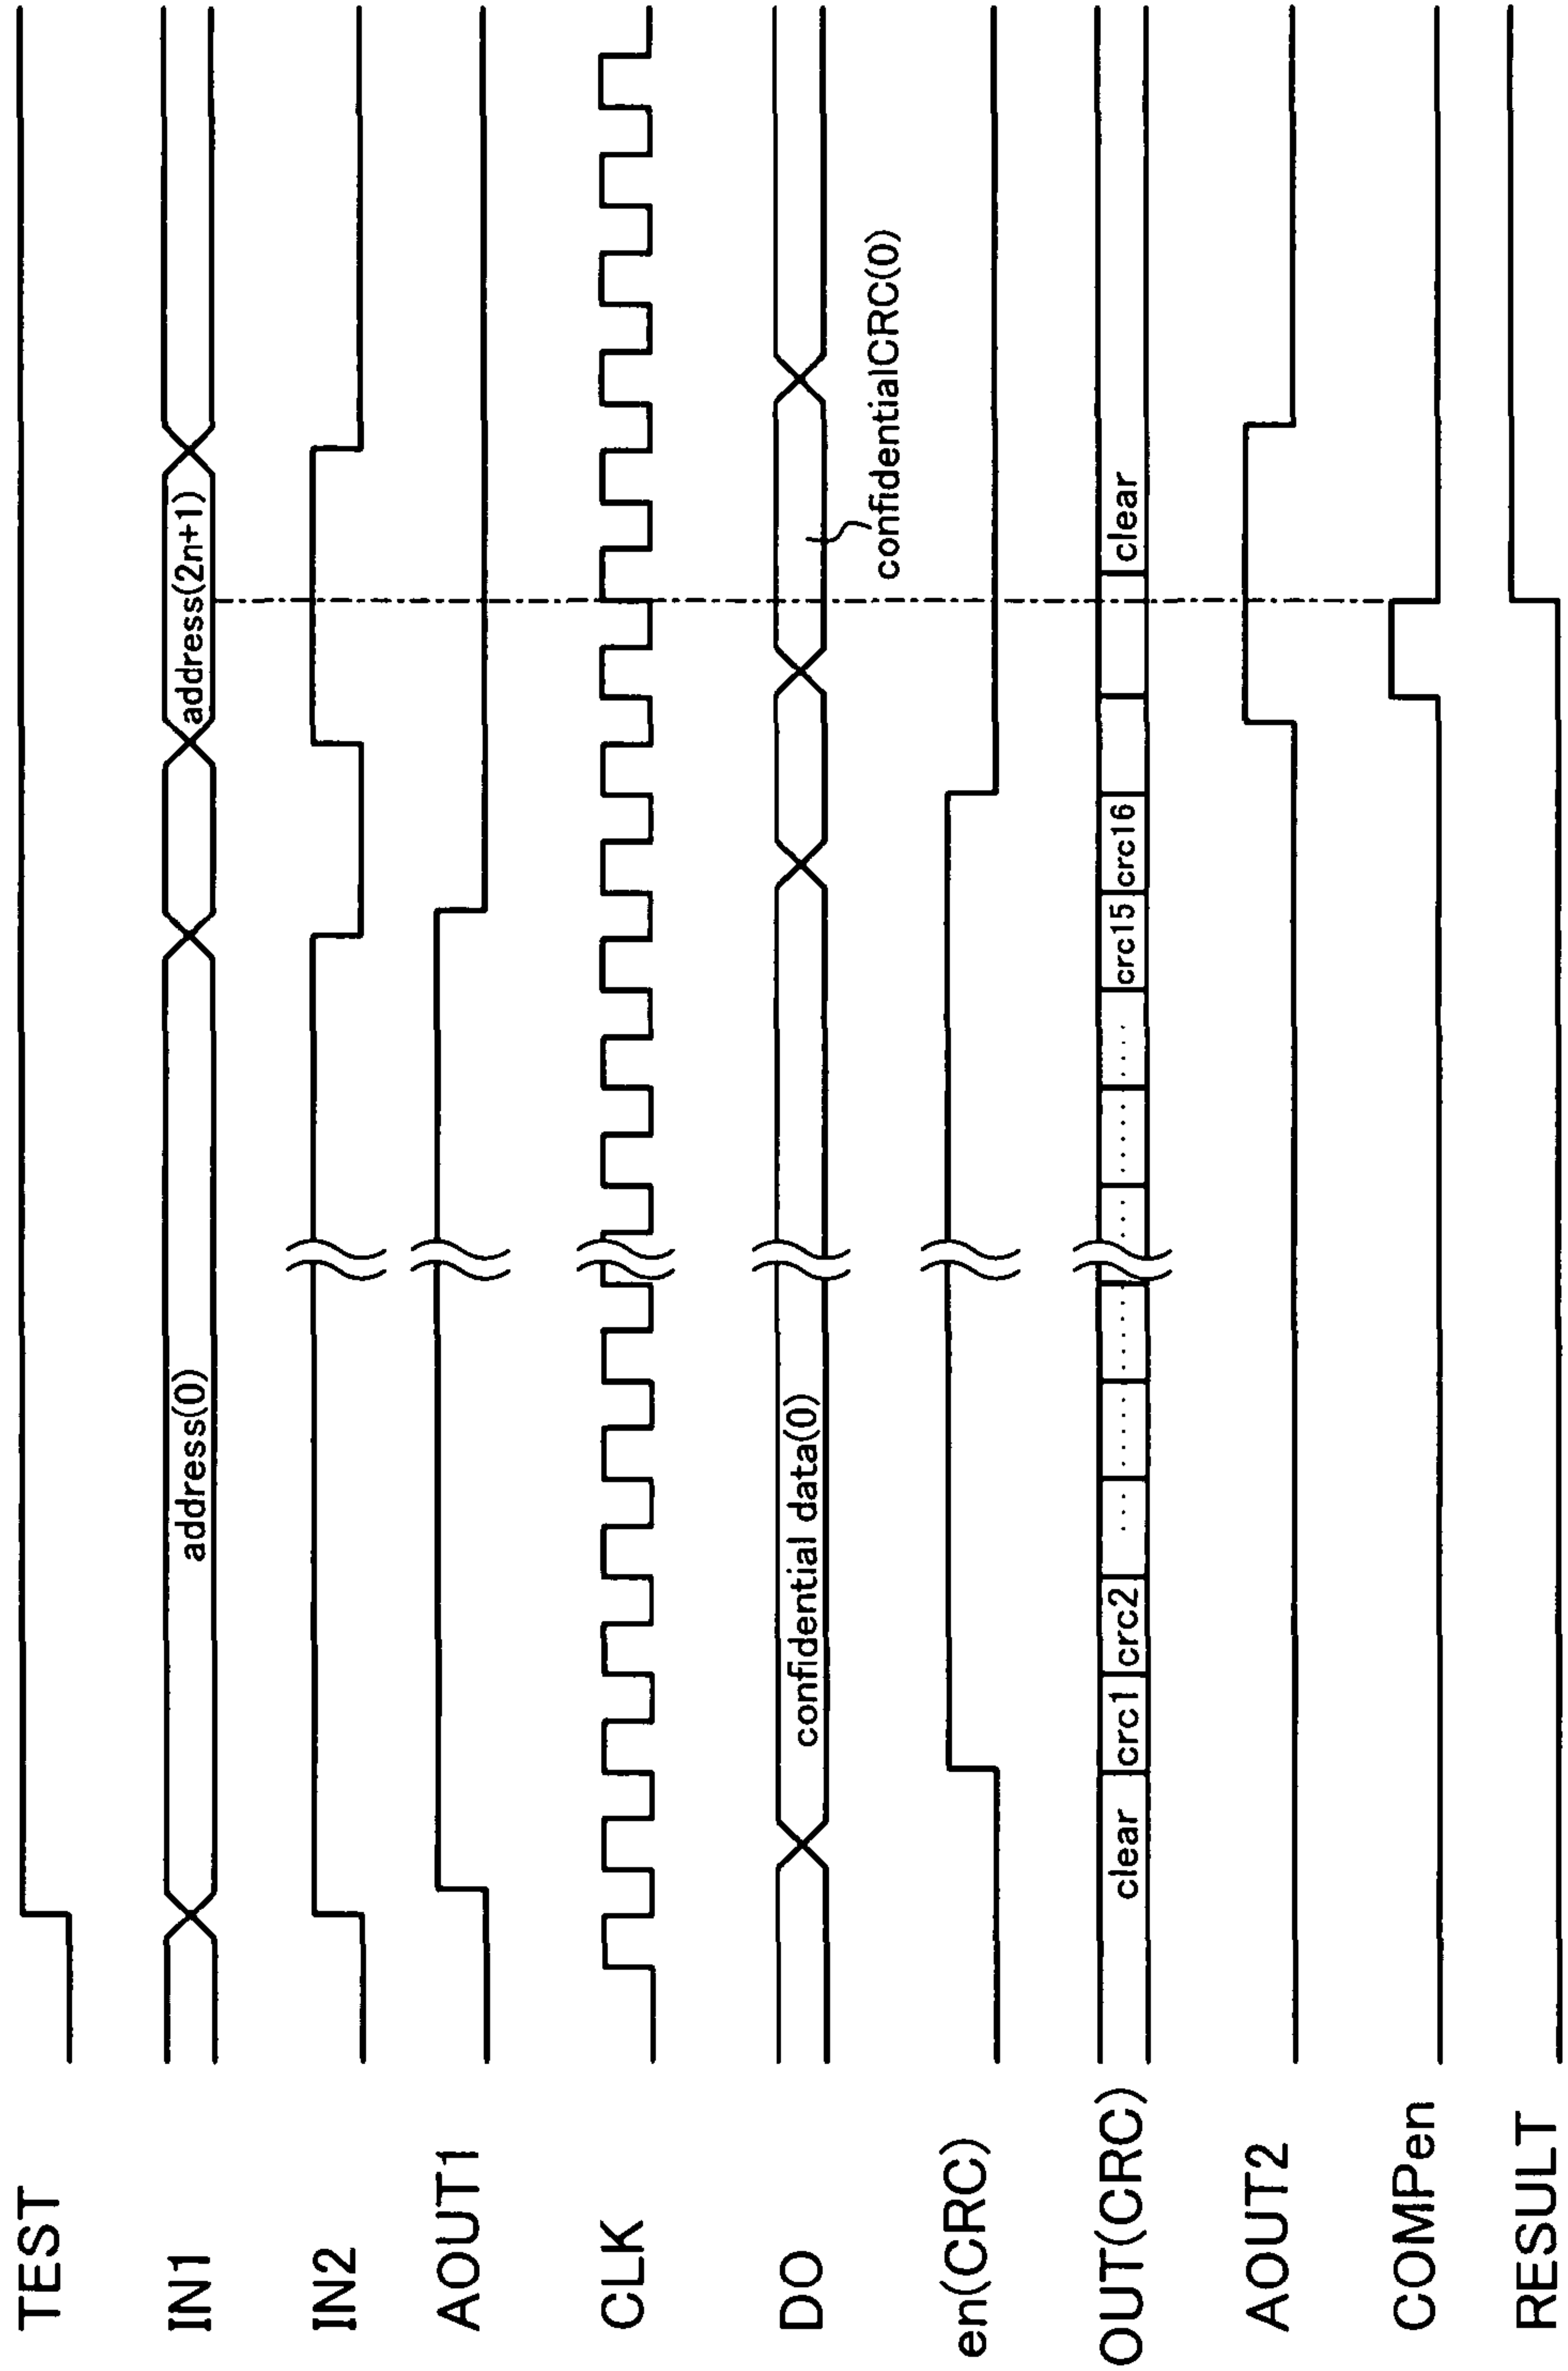 TEST
IN1
address(0)
address(2n+1)
IN2
AOUT1
CLK
DO
confidential data(0)
confidentialCRC(0)
en(CRC)
OUT(CRC)
clear
crc1
crc2
...
.....
.....
...
.....
....
crc15
crc16
clear
AOUT2
COMPen
RESULT